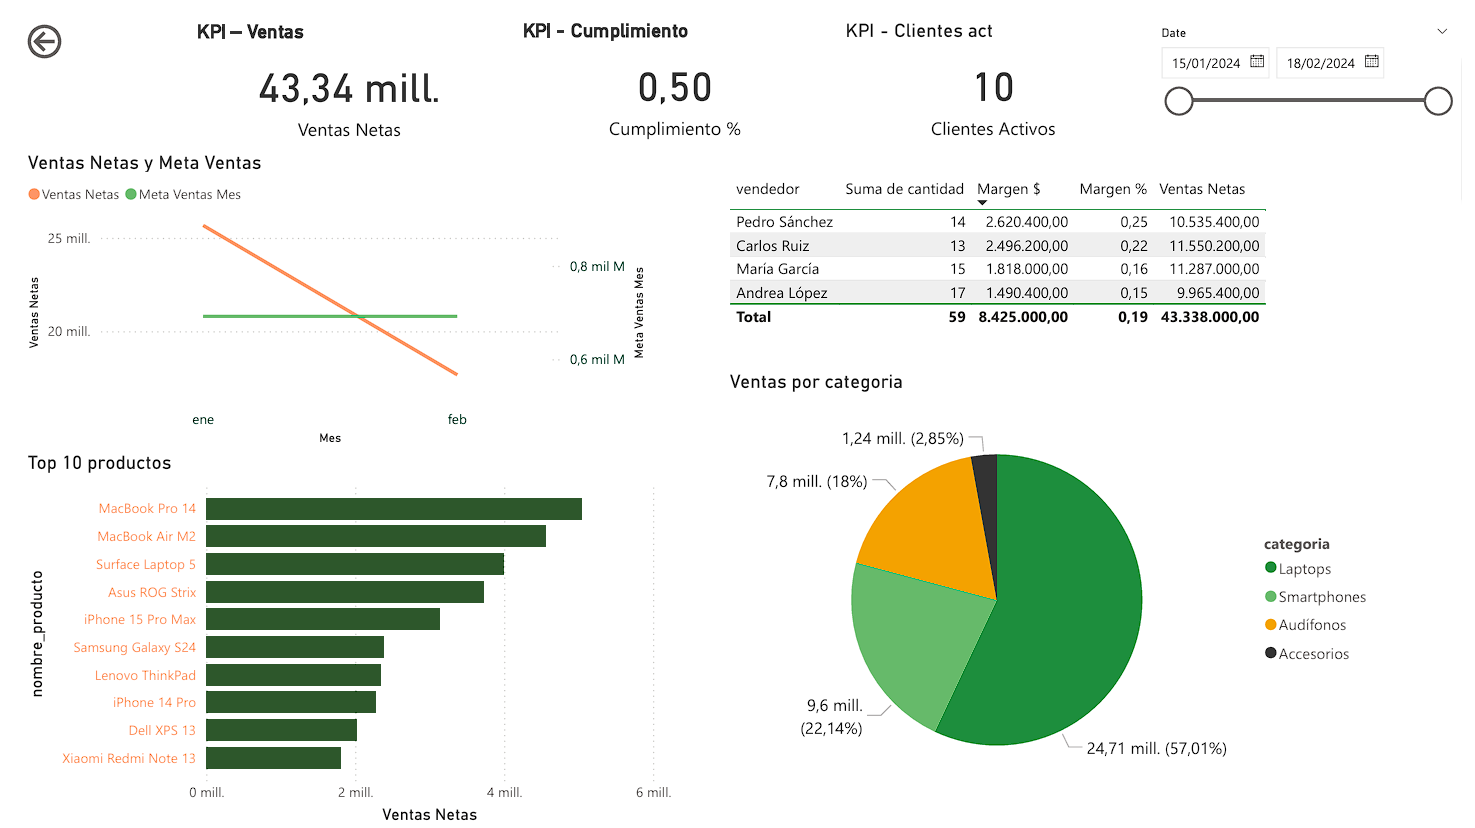 KPI – Ventas
43,34 mill.
Ventas Netas
KPI - Cumplimiento
0,50
Cumplimiento %
KPI - Clientes act
10
Clientes Activos
Date
15/01/2024 18/02/2024
Ventas Netas y Meta Ventas
Ventas Netas Meta Ventas Mes
25 mill.
20 mill.
Ventas Netas
0,8 mil M
0,6 mil M
Meta Ventas Mes
ene feb
Mes
vendedor Suma de cantidad Margen $ Margen % Ventas Netas
Pedro Sánchez 14 2.620.400,00 0,25 10.535.400,00
Carlos Ruiz 13 2.496.200,00 0,22 11.550.200,00
María García 15 1.818.000,00 0,16 11.287.000,00
Andrea López 17 1.490.400,00 0,15 9.965.400,00
Total 59 8.425.000,00 0,19 43.338.000,00
Top 10 productos
nombre_producto
MacBook Pro 14
MacBook Air M2
Surface Laptop 5
Asus ROG Strix
iPhone 15 Pro Max
Samsung Galaxy S24
Lenovo ThinkPad
iPhone 14 Pro
Dell XPS 13
Xiaomi Redmi Note 13
0 mill. 2 mill. 4 mill. 6 mill.
Ventas Netas
Ventas por categoria
1,24 mill. (2,85%)
7,8 mill. (18%)
9,6 mill.
(22,14%)
24,71 mill. (57,01%)
categoria
Laptops
Smartphones
Audífonos
Accesorios